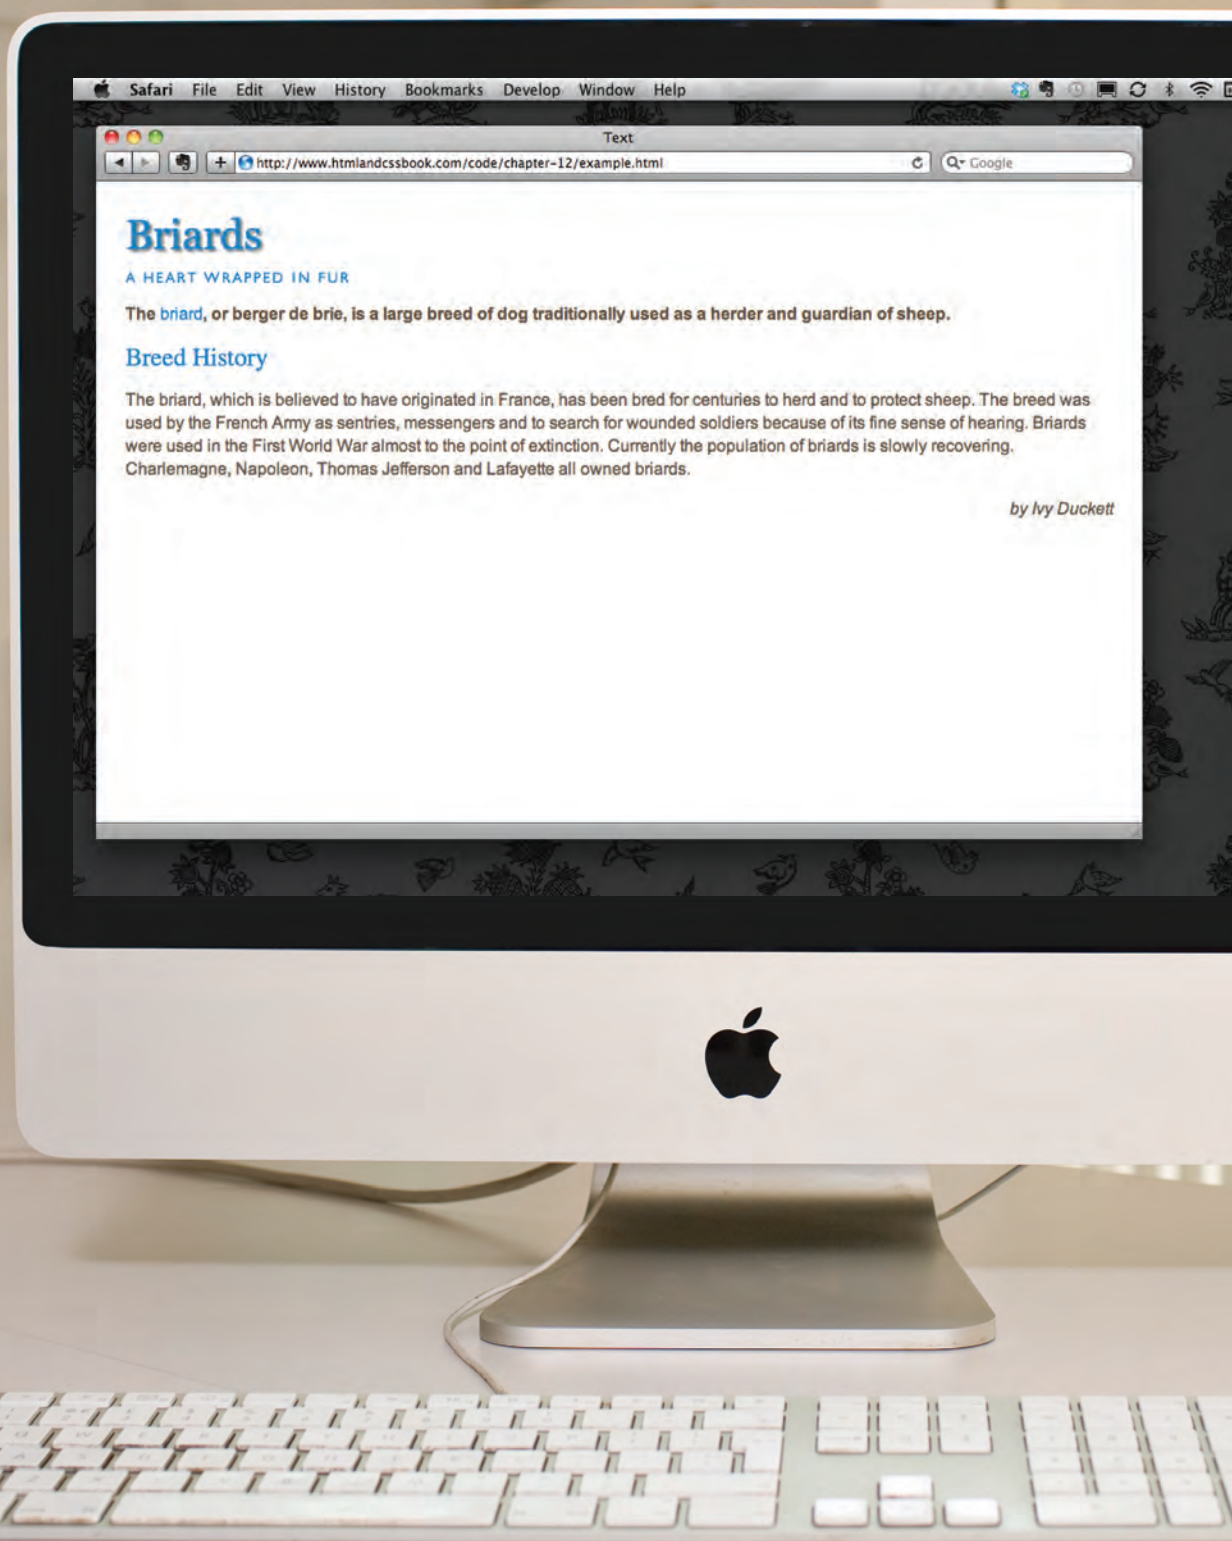 Safari File Edit View History Bookmarks Develop Window Help
Text
http://www.htmlandcssbook.com/code/chapter-12/example.html
Google
Briards
A HEART WRAPPED IN FUR
The briard, or berger de brie, is a large breed of dog traditionally used as a herder and guardian of sheep.
Breed History
The briard, which is believed to have originated in France, has been bred for centuries to herd and to protect sheep. The breed was
used by the French Army as sentries, messengers and to search for wounded soldiers because of its fine sense of hearing. Briards
were used in the First World War almost to the point of extinction. Currently the population of briards is slowly recovering.
Charlemagne, Napoleon, Thomas Jefferson and Lafayette all owned briards.
by Ivy Duckett